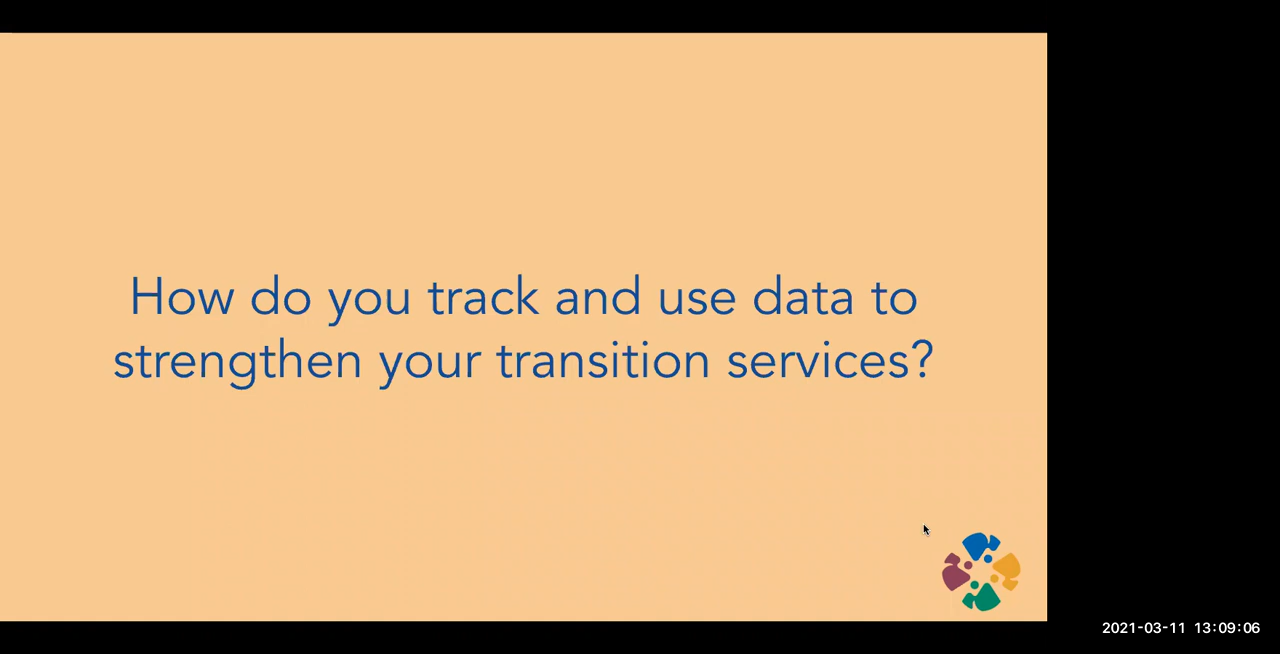 How do you track and use data to
strengthen your transition services?
2021-03-11 13:09:06